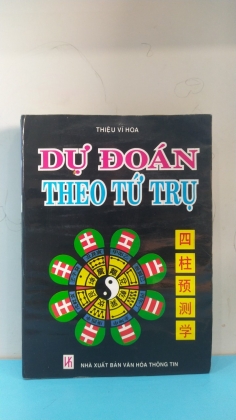 THIỆU VĨ HOA
DỰ ĐOÁN
THEO TỨ TRỤ
四
柱
预
测
学
NHÀ XUẤT BẢN VĂN HÓA THÔNG TIN